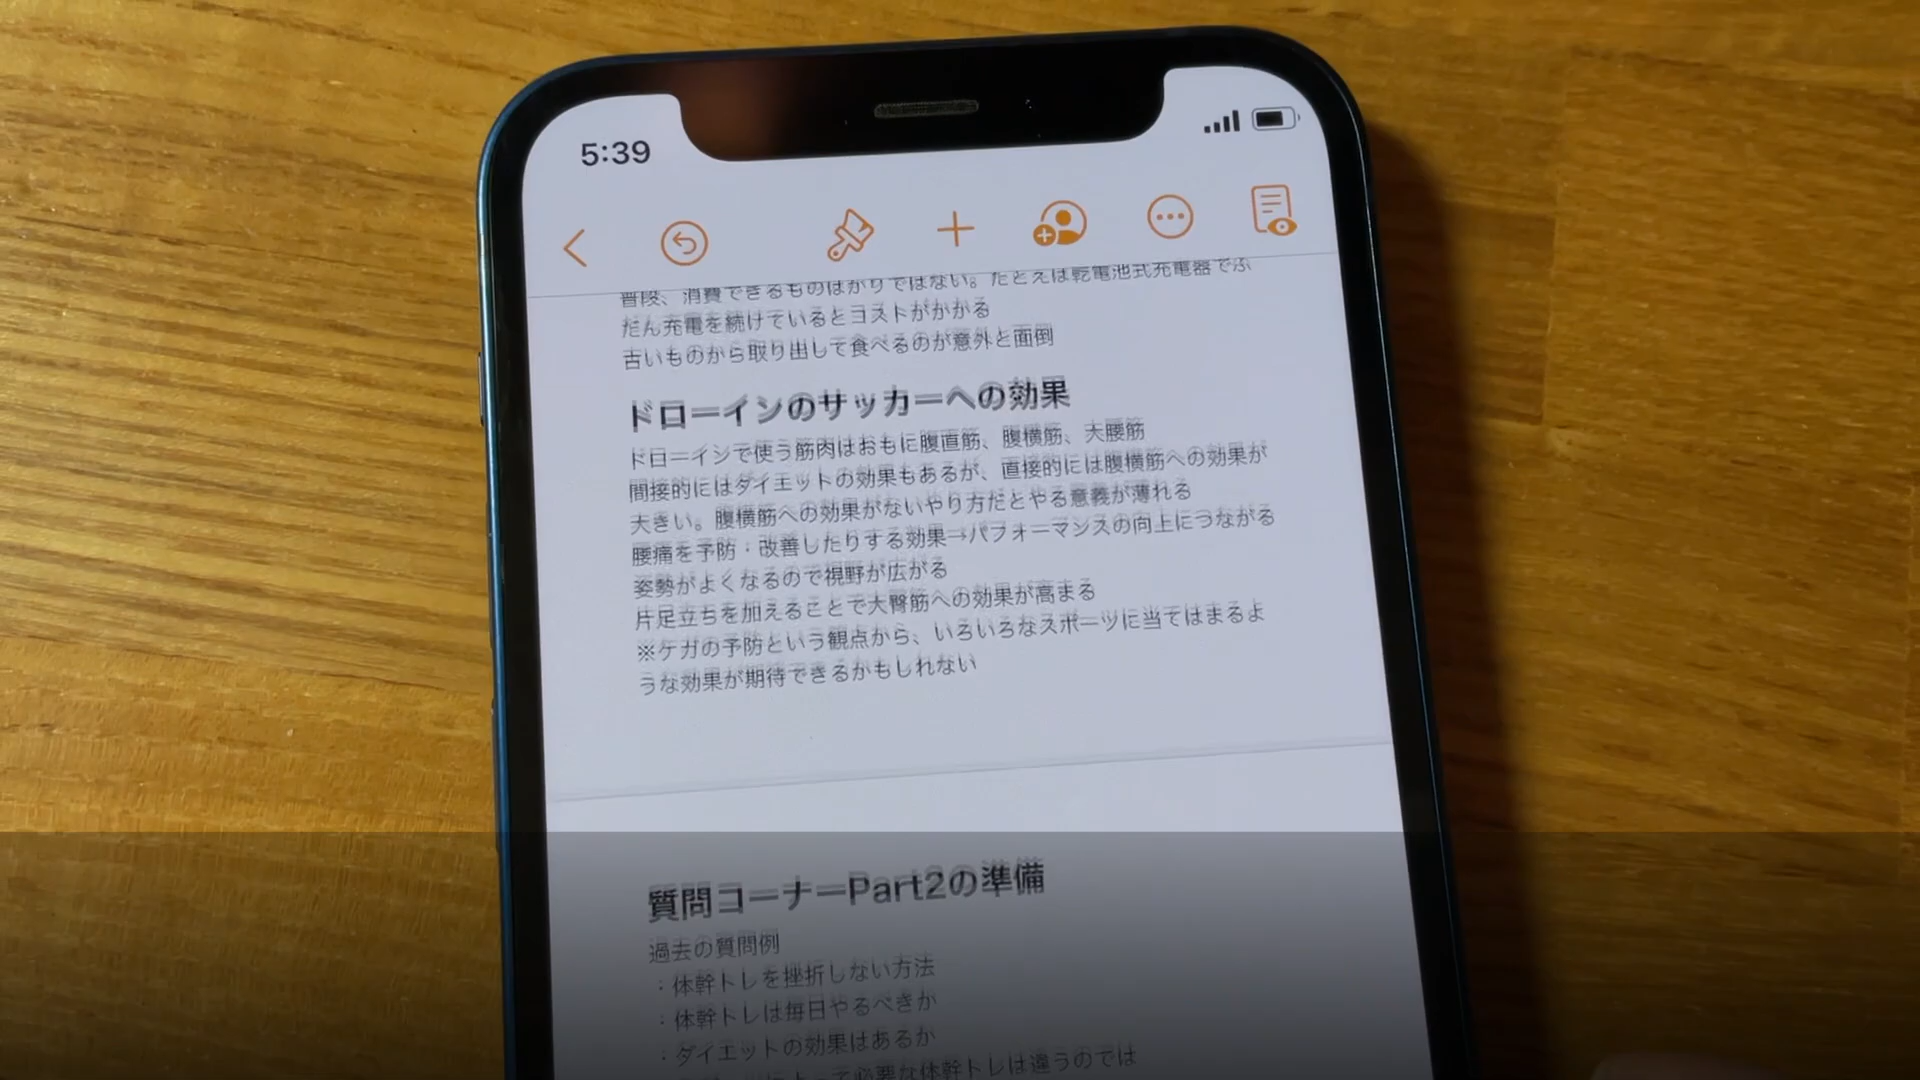 5:39
普段、消費できるものばかりではない。たとえば乾電池式充電器でふ
だん充電を続けているとコストがかかる
古いものから取り出して食べるのが意外と面倒
ドローインのサッカーへの効果
ドローインで使う筋肉はおもに腹直筋、腹横筋、大腰筋
間接的にはダイエットの効果もあるが、直接的には腹横筋への効果が
大きい。腹横筋への効果がないやり方だとやる意義が薄れる
腰痛を予防・改善したりする効果→パフォーマンスの向上につながる
姿勢がよくなるので視野が広がる
片足立ちを加えることで大臀筋への効果が高まる
※ケガの予防という観点から、いろいろなスポーツに当てはまるよ
うな効果が期待できるかもしれない
質問コーナーPart2の準備
過去の質問例
・体幹トレを挫折しない方法
・体幹トレは毎日やるべきか
・ダイエットの効果はあるか
よって必要な体幹トレは違うのでは